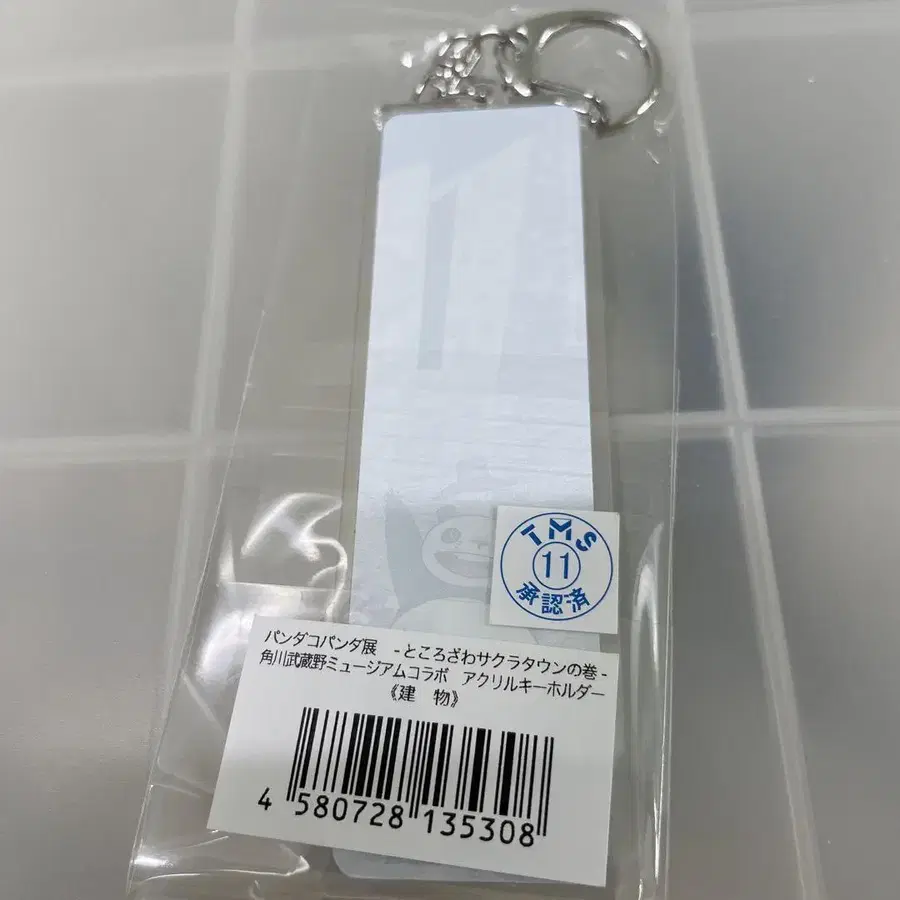 TMS
11
承認済
パンダコパンダ展 -ところざわサクラタウンの巻-
角川武蔵野ミュージアムコラボ アクリルキーホルダー
《建 物》
4 580728 135308